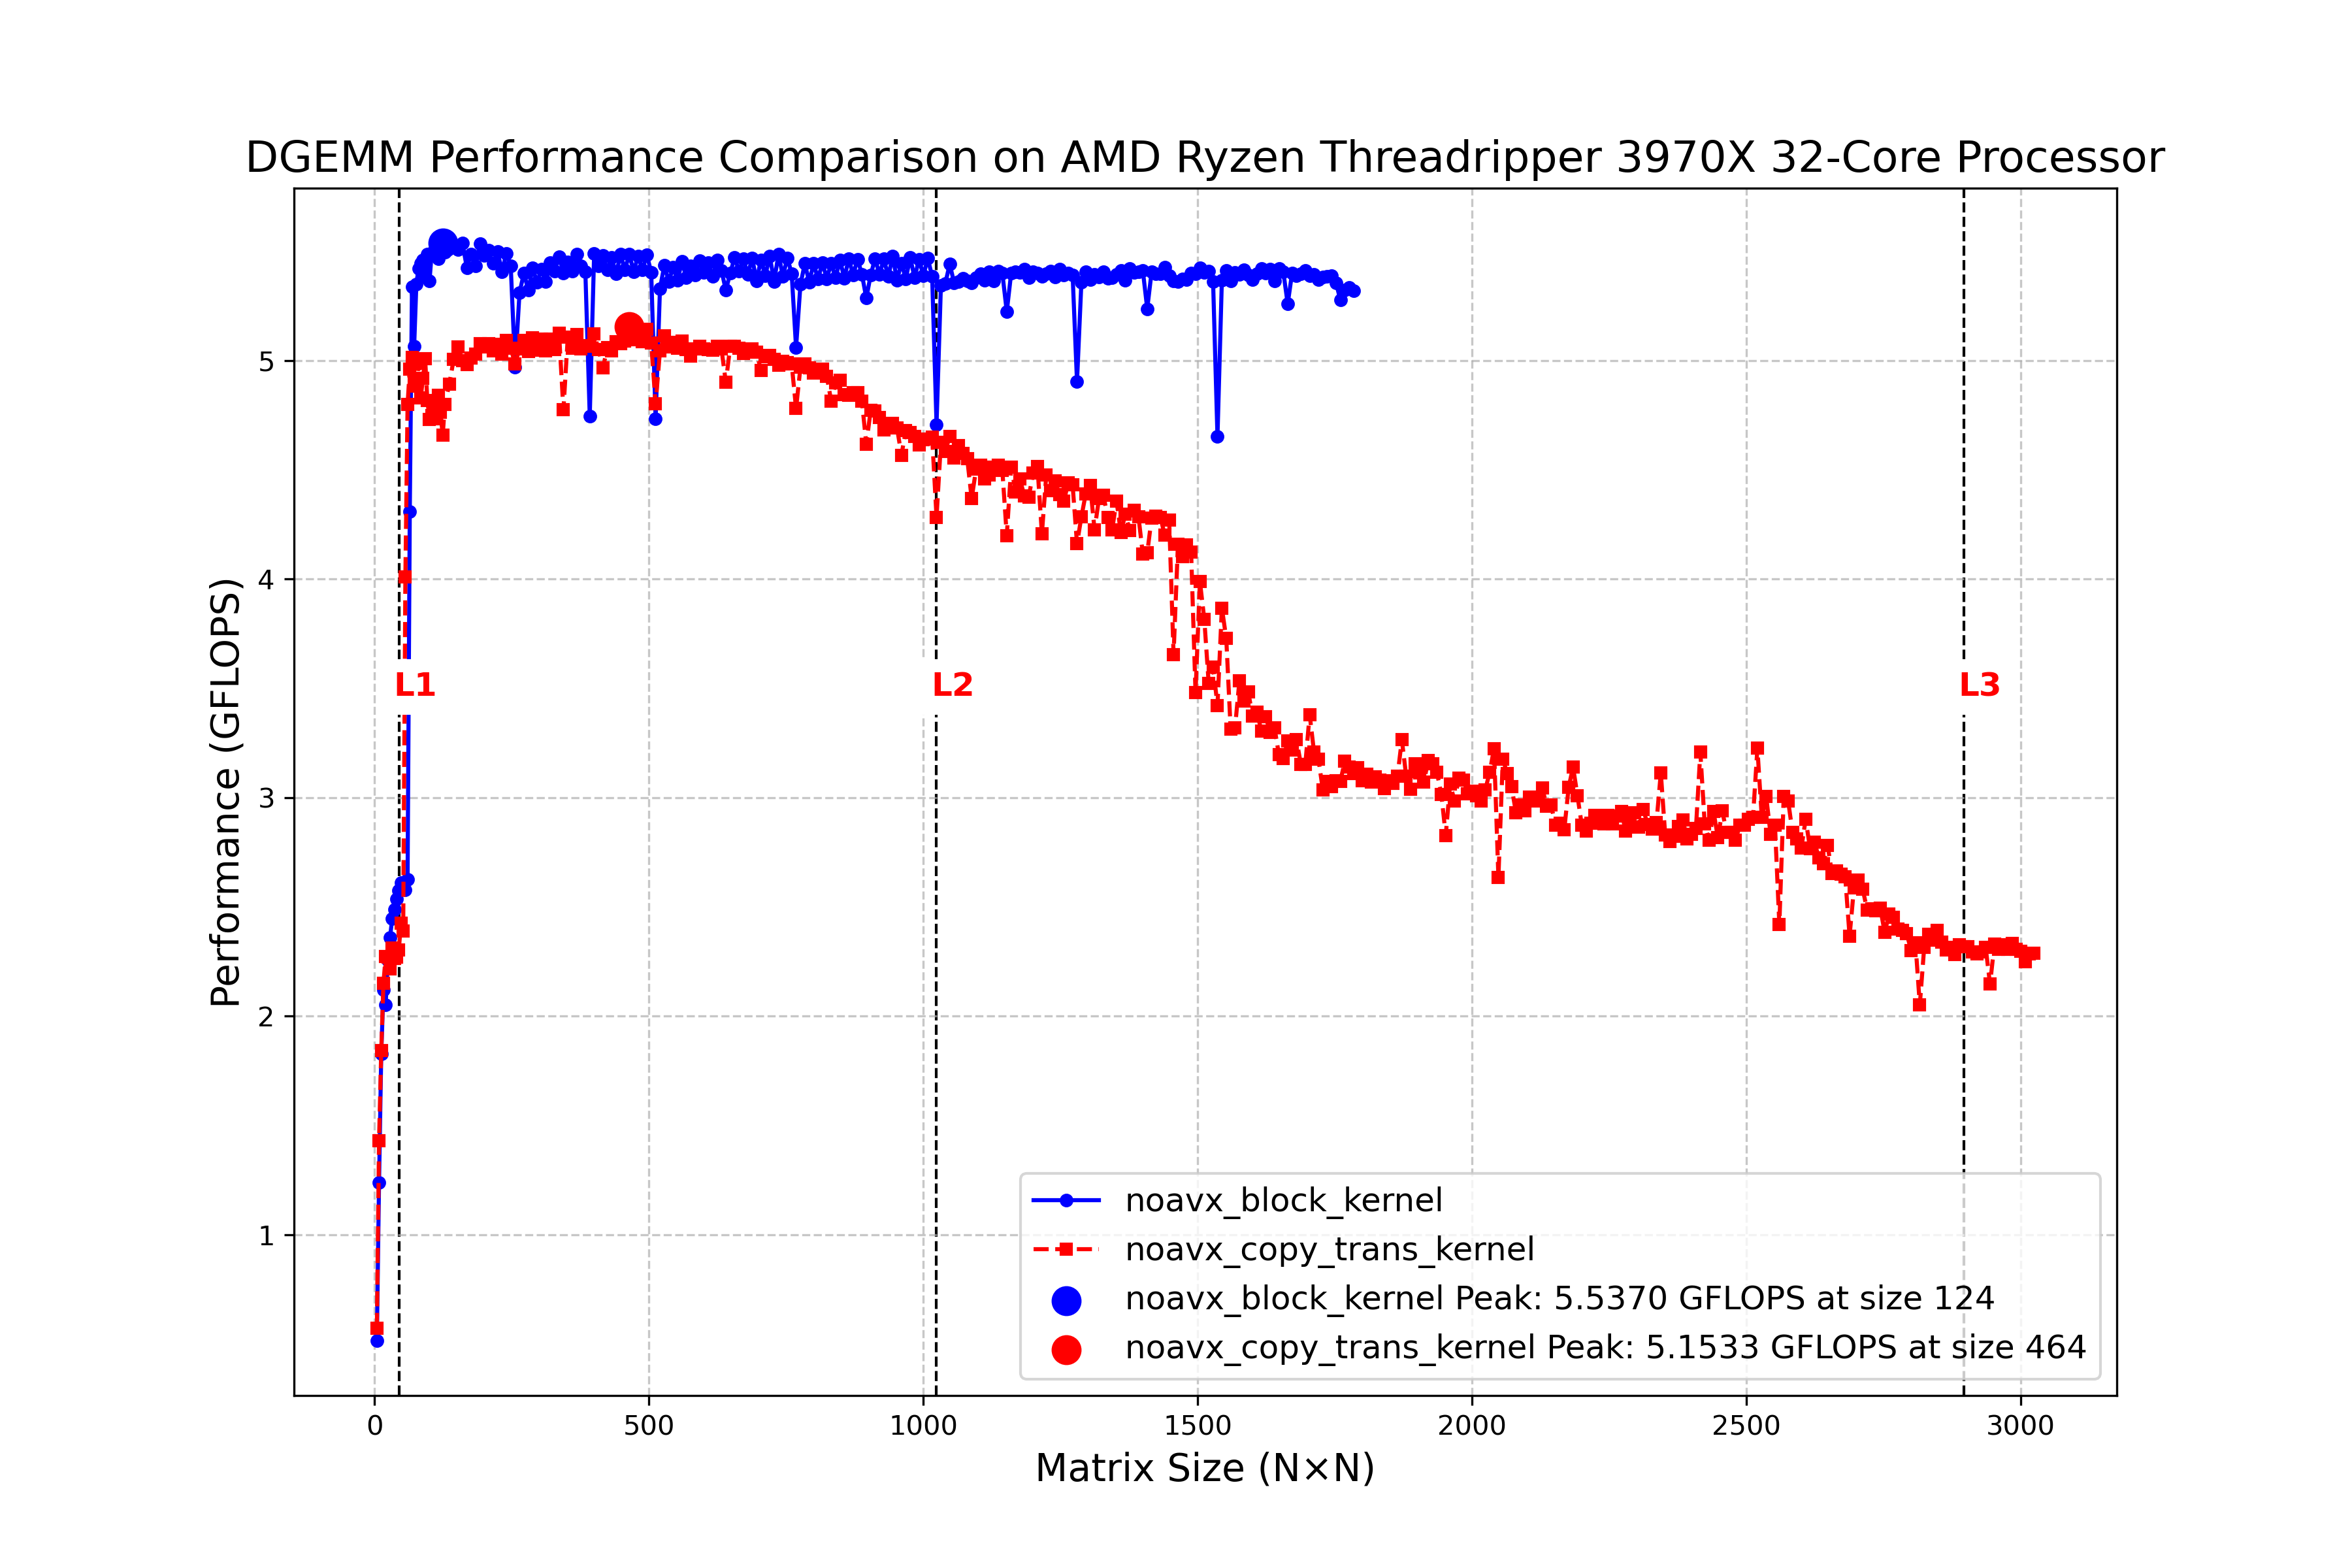 DGEMM Performance Comparison on AMD Ryzen Threadripper 3970X 32-Core Processor
Performance (GFLOPS)
5
4
3
2
1
L1
L2
L3
noavx_block_kernel
noavx_copy_trans_kernel
noavx_block_kernel Peak: 5.5370 GFLOPS at size 124
noavx_copy_trans_kernel Peak: 5.1533 GFLOPS at size 464
0 500 1000 1500 2000 2500 3000
Matrix Size (N×N)